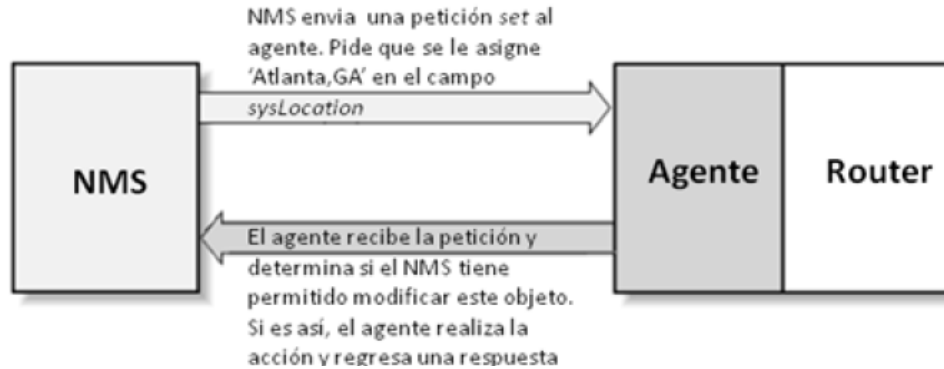 NMS envia una petición set al
agente. Pide que se le asigne
'Atlanta,GA' en el campo
sysLocation
NMS
Agente
Router
El agente recibe la petición y
determina si el NMS tiene
permitido modificar este objeto.
Si es así, el agente realiza la
acción y regresa una respuesta